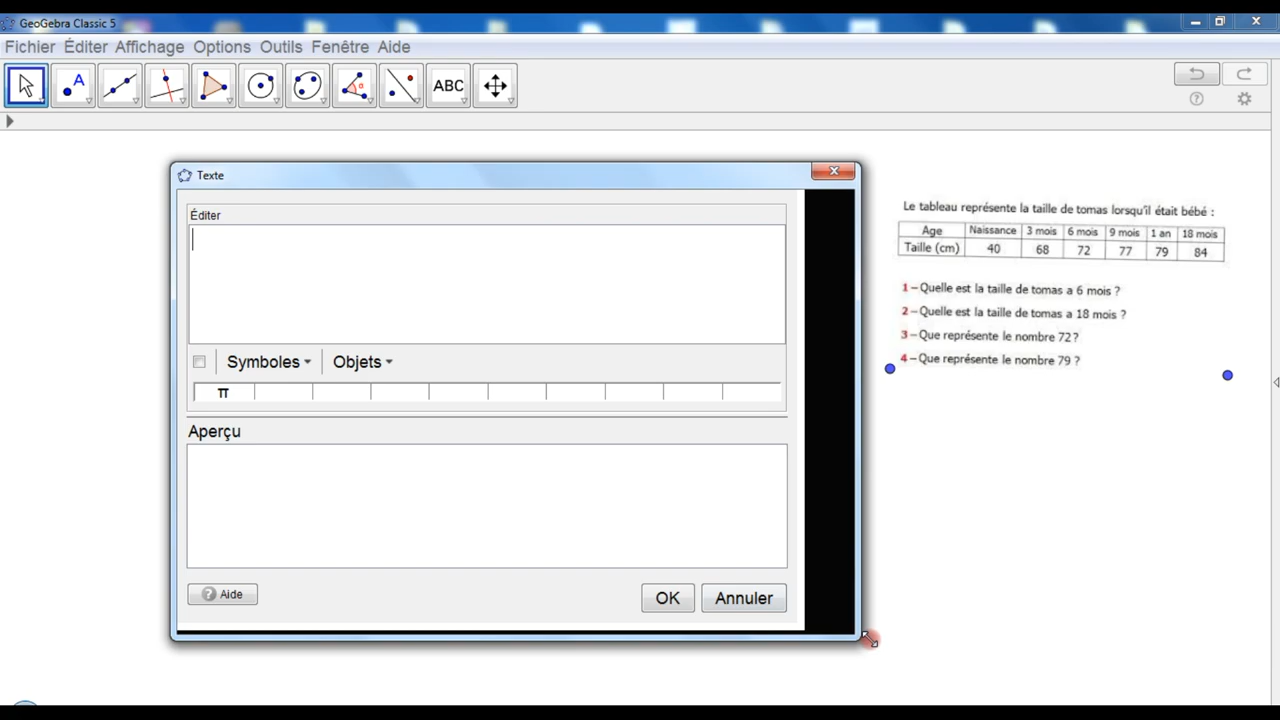 GeoGebra Classic 5
Fichier Éditer Affichage Options Outils Fenêtre Aide
A
α
ABC
Texte
Éditer
Symboles
Objets
π
Aperçu
Aide
OK
Annuler
Le tableau représente la taille de tomas lorsqu'il était bébé :
Age Naissance 3 mois 6 mois 9 mois 1 an 18 mois
Taille (cm) 40 68 72 77 79 84
1 – Quelle est la taille de tomas a 6 mois ?
2 – Quelle est la taille de tomas a 18 mois ?
3 – Que représente le nombre 72 ?
4 – Que représente le nombre 79 ?